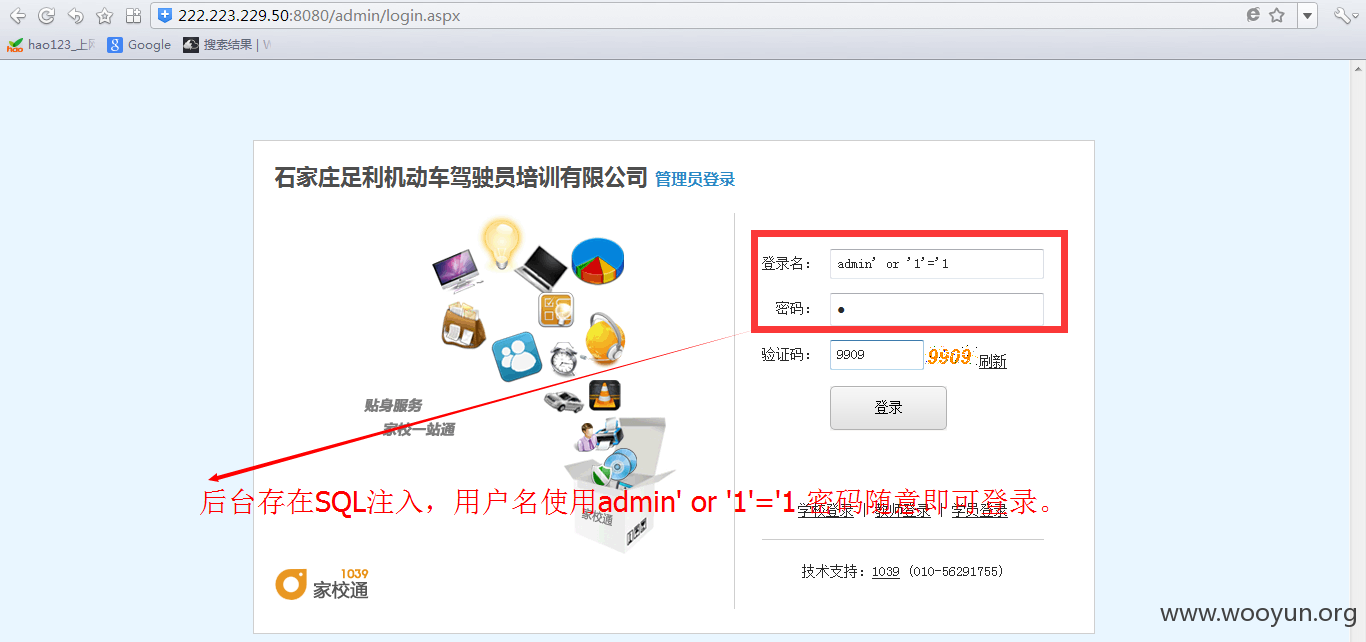 222.223.229.50:8080/admin/login.aspx
hao123_上网 Google 搜索结果 | W
石家庄足利机动车驾驶员培训有限公司 管理员登录
登录名： admin' or '1'='1
密码： ●
验证码： 9909 9909 刷新
登录
贴身服务
家校一站通
后台存在SQL注入，用户名使用admin' or '1'='1 密码随意即可登录。
学校登录 | 教师登录 | 学员登录
家校通
1039
家校通
技术支持：1039 (010-56291755)
www.wooyun.org